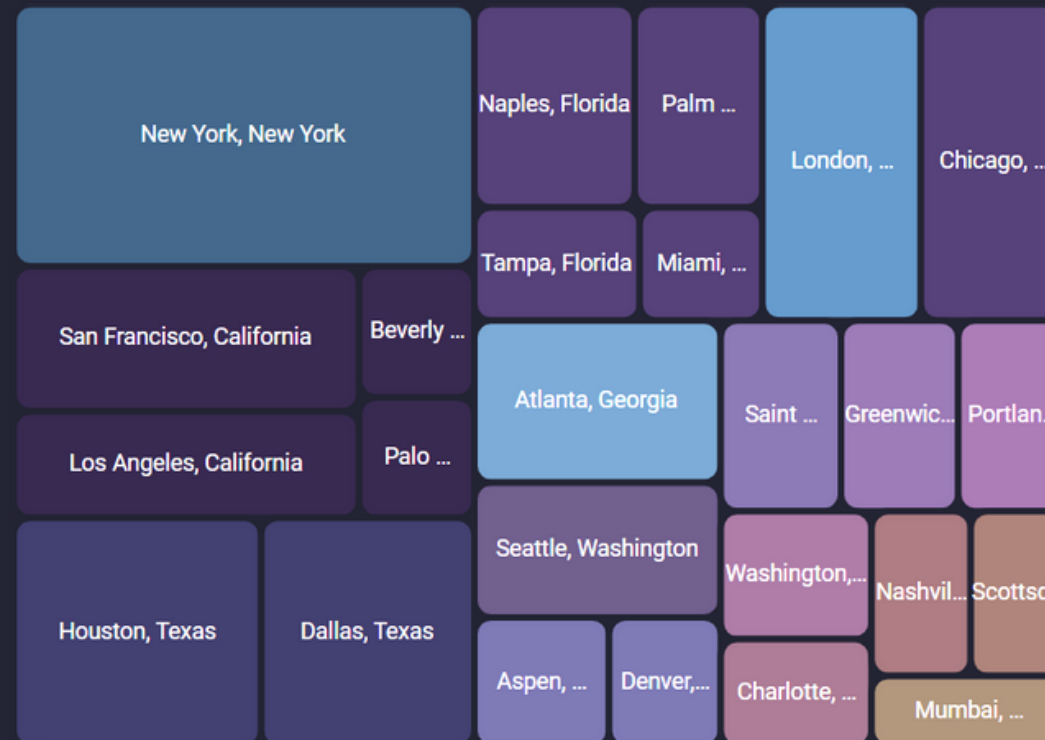 New York, New York
Naples, Florida
Palm ...
London, ...
Chicago, ...
Tampa, Florida
Miami, ...
San Francisco, California
Beverly ...
Atlanta, Georgia
Saint ...
Greenwic...
Portlan.
Los Angeles, California
Palo ...
Seattle, Washington
Washington,...
Nashvil...
Scottsc
Houston, Texas
Dallas, Texas
Aspen, ...
Denver,...
Charlotte, ...
Mumbai, ...